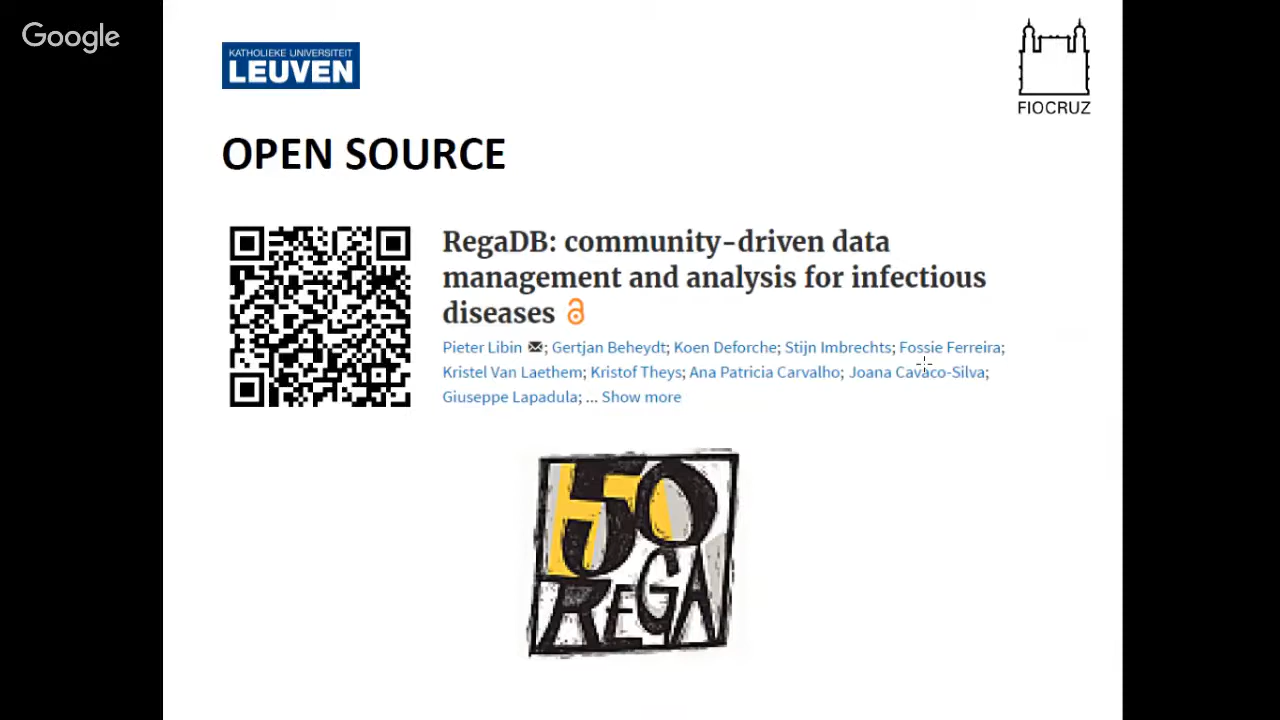 Google
KATHOLIEKE UNIVERSITEIT
LEUVEN
FIOCRUZ
OPEN SOURCE
RegaDB: community-driven data
management and analysis for infectious
diseases
Pieter Libin ; Gertjan Beheydt; Koen Deforche; Stijn Imbrechts; Fossie Ferreira;
Kristel Van Laethem; Kristof Theys; Ana Patricia Carvalho; Joana Cavaco-Silva;
Giuseppe Lapadula; ... Show more
50
REGA